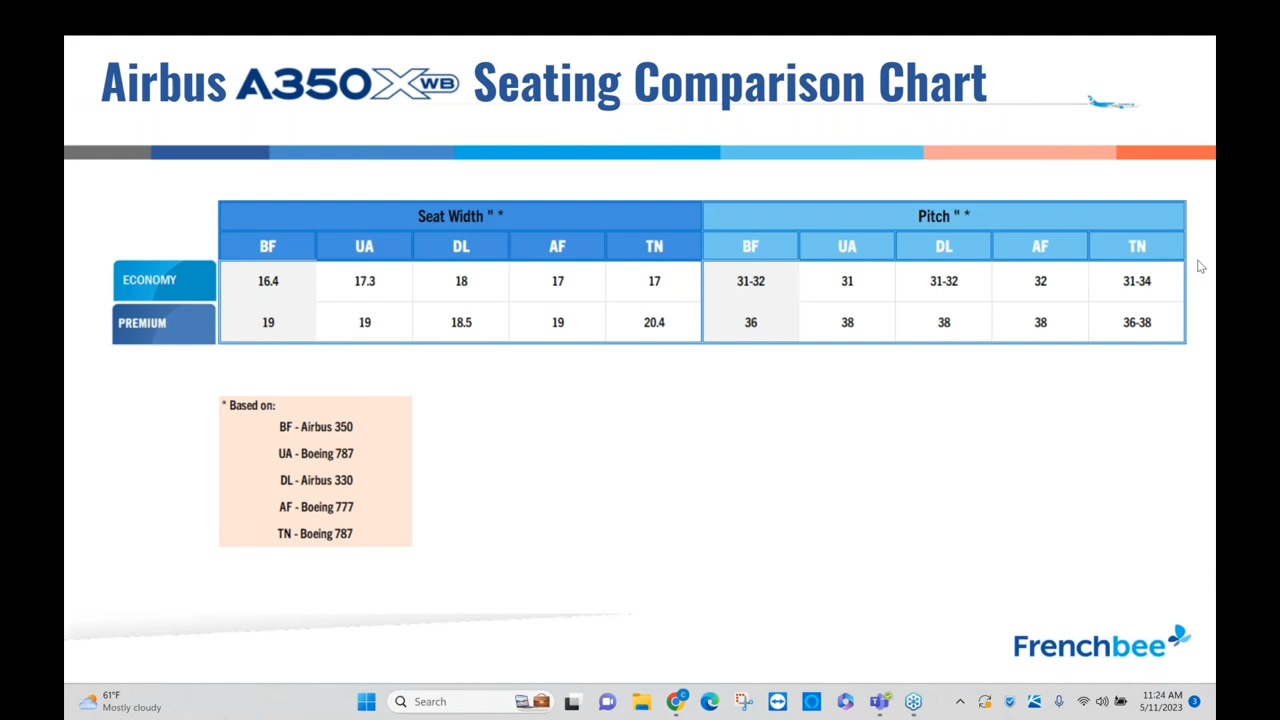 Airbus A350XWB Seating Comparison Chart
Seat Width " * Pitch " *
BF UA DL AF TN BF UA DL AF TN
ECONOMY 16.4 17.3 18 17 17 31-32 31 31-32 32 31-34
PREMIUM 19 19 18.5 19 20.4 36 38 38 38 36-38
* Based on:
BF - Airbus 350
UA - Boeing 787
DL - Airbus 330
AF - Boeing 777
TN - Boeing 787
Frenchbee
61°F
Mostly cloudy
Search
11:24 AM
5/11/2023
3